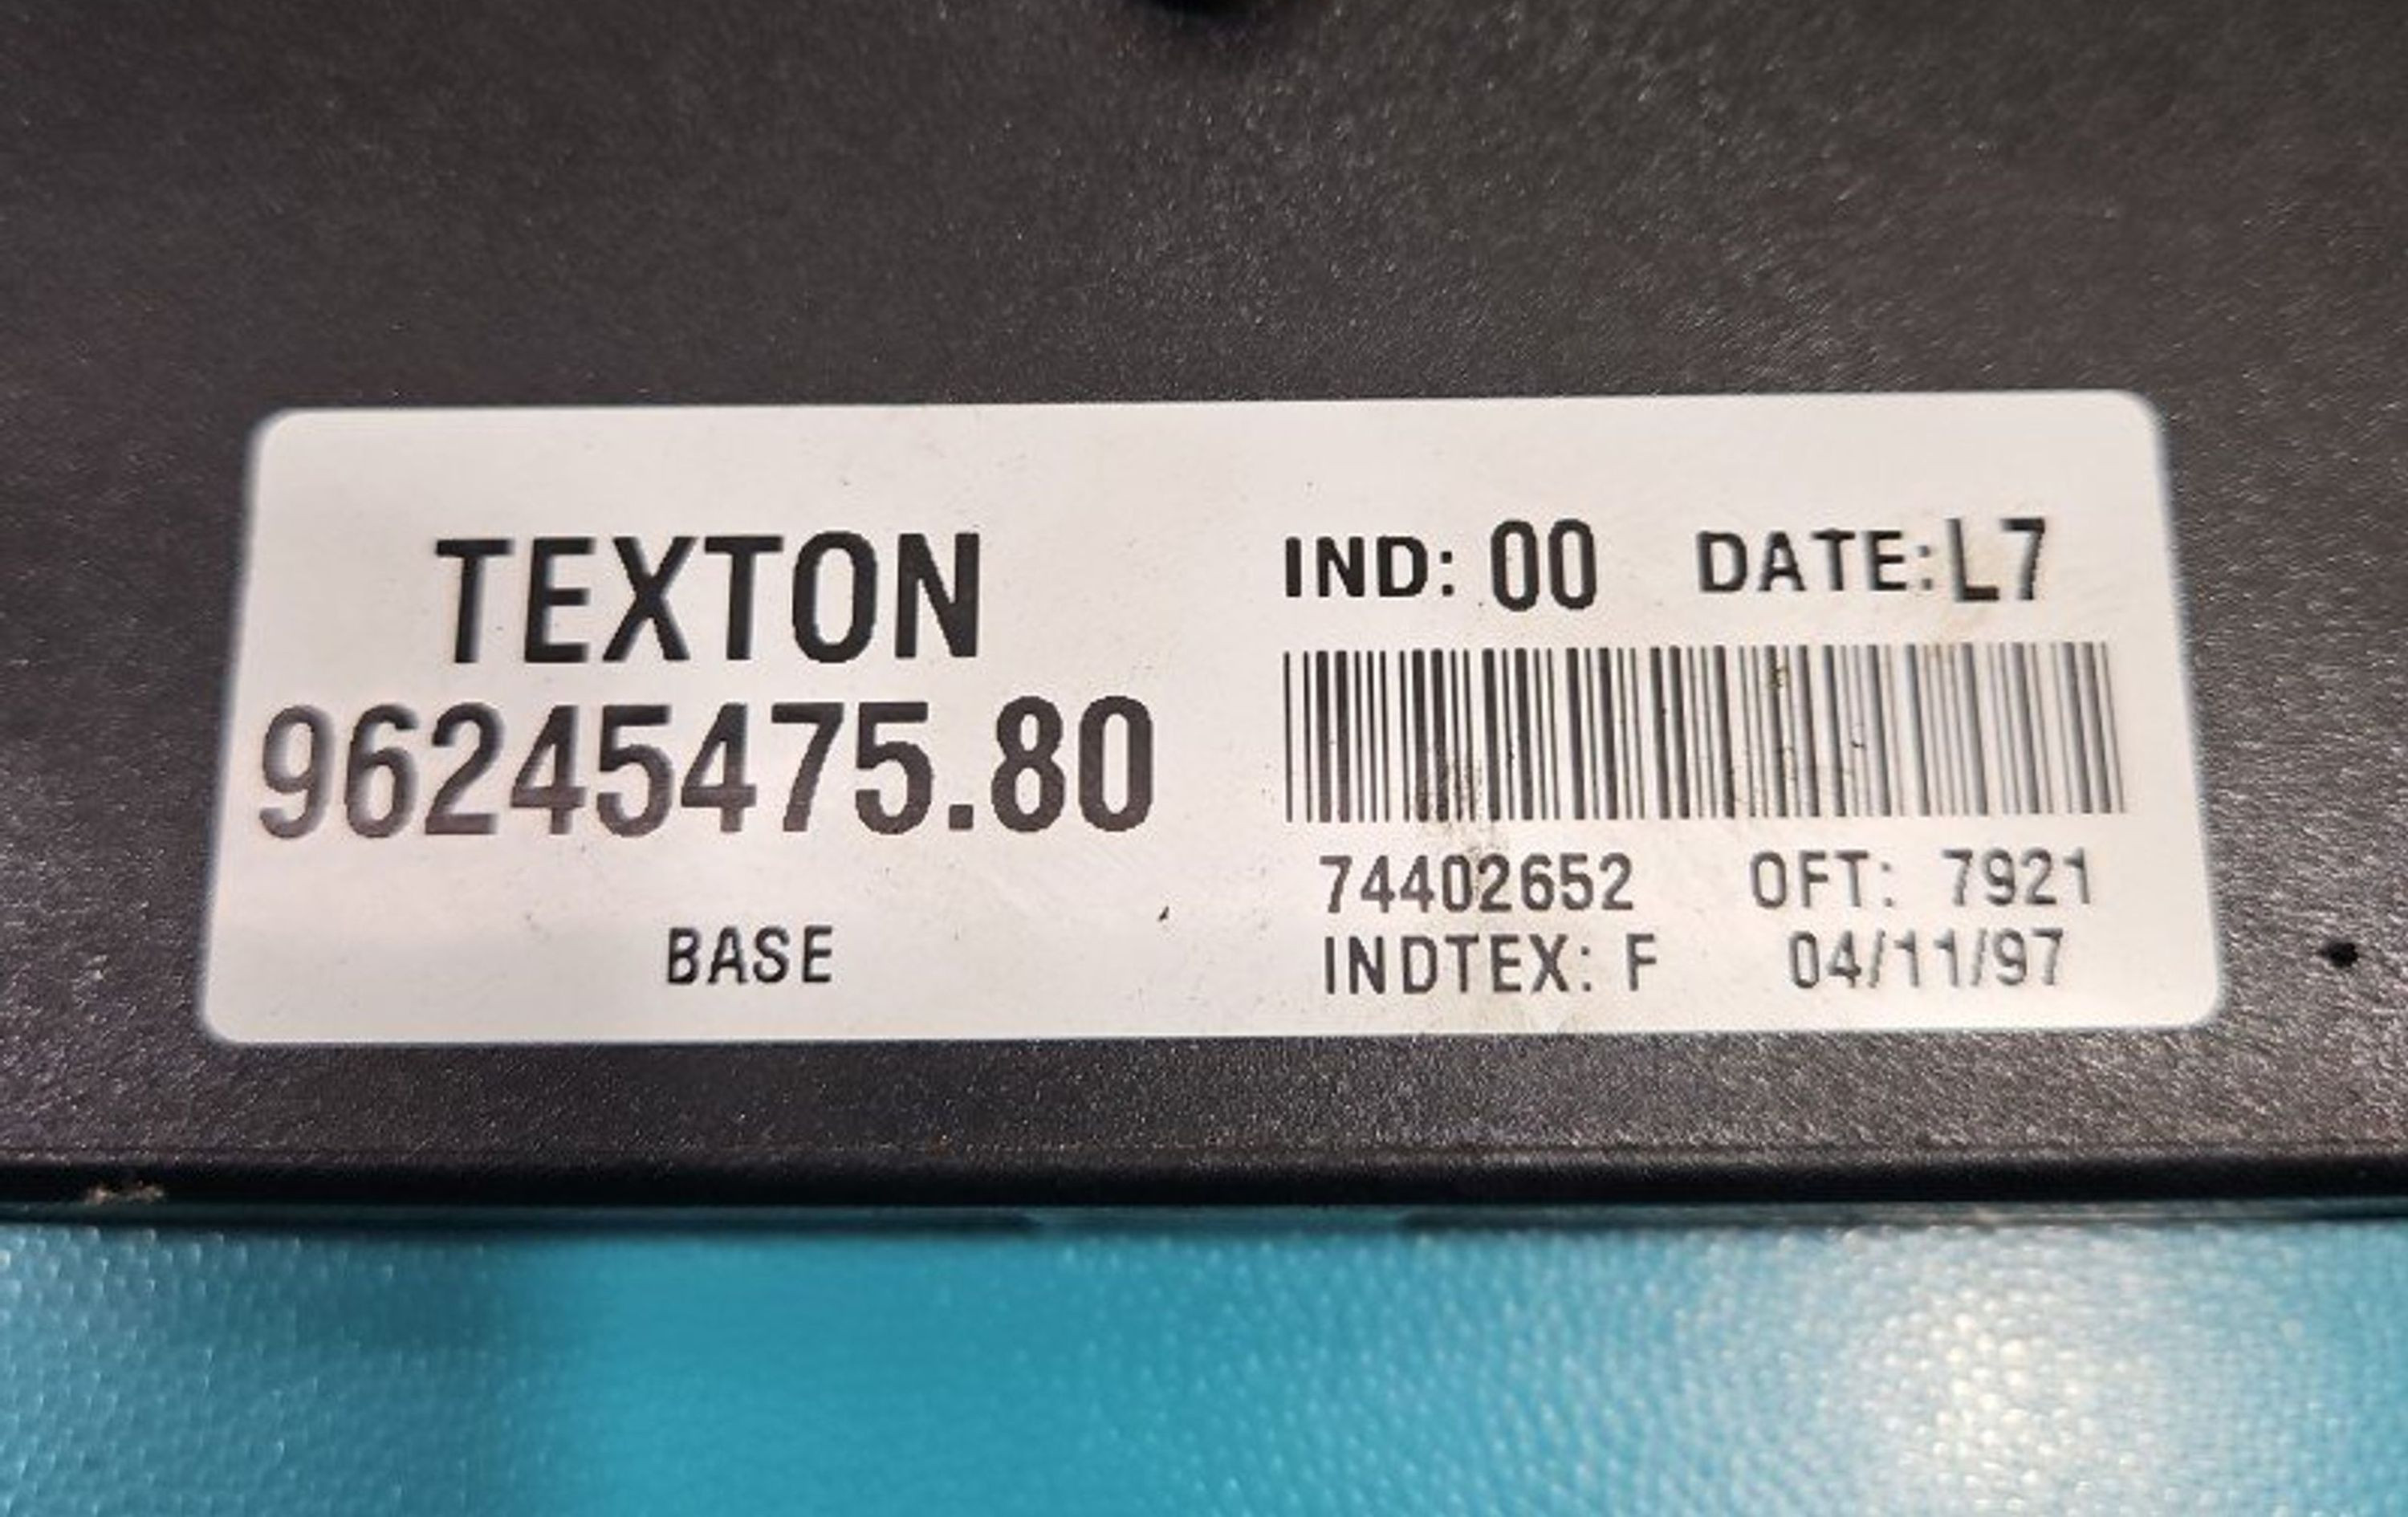 TEXTON
96245475.80
BASE
IND: 00 DATE: L7
74402652 OFT: 7921
INDTEX: F 04/11/97